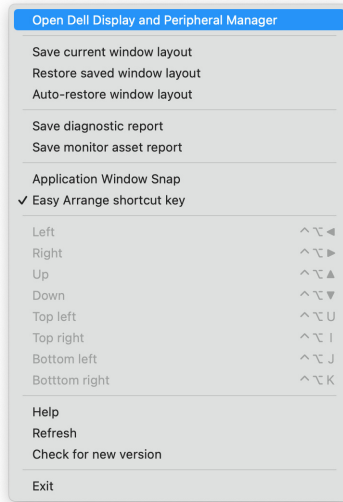 Open Dell Display and Peripheral Manager
Save current window layout
Restore saved window layout
Auto-restore window layout
Save diagnostic report
Save monitor asset report
Application Window Snap
✓ Easy Arrange shortcut key
Left ^⌥◀
Right ^⌥▶
Up ^⌥▲
Down ^⌥▼
Top left ^⌥U
Top right ^⌥I
Bottom left ^⌥J
Botttom right ^⌥K
Help
Refresh
Check for new version
Exit